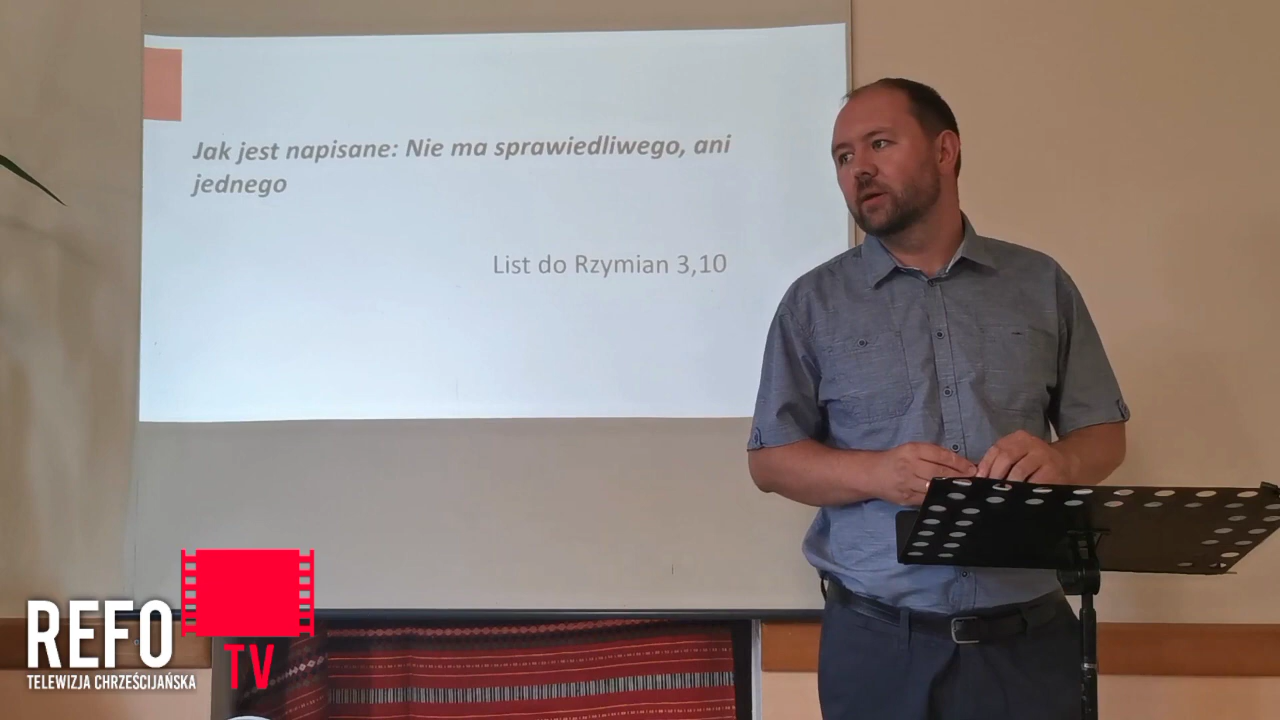 Jak jest napisane: Nie ma sprawiedliwego, ani
jednego
List do Rzymian 3,10
REFO
TV
TELEWIZJA CHRZEŚCIJAŃSKA